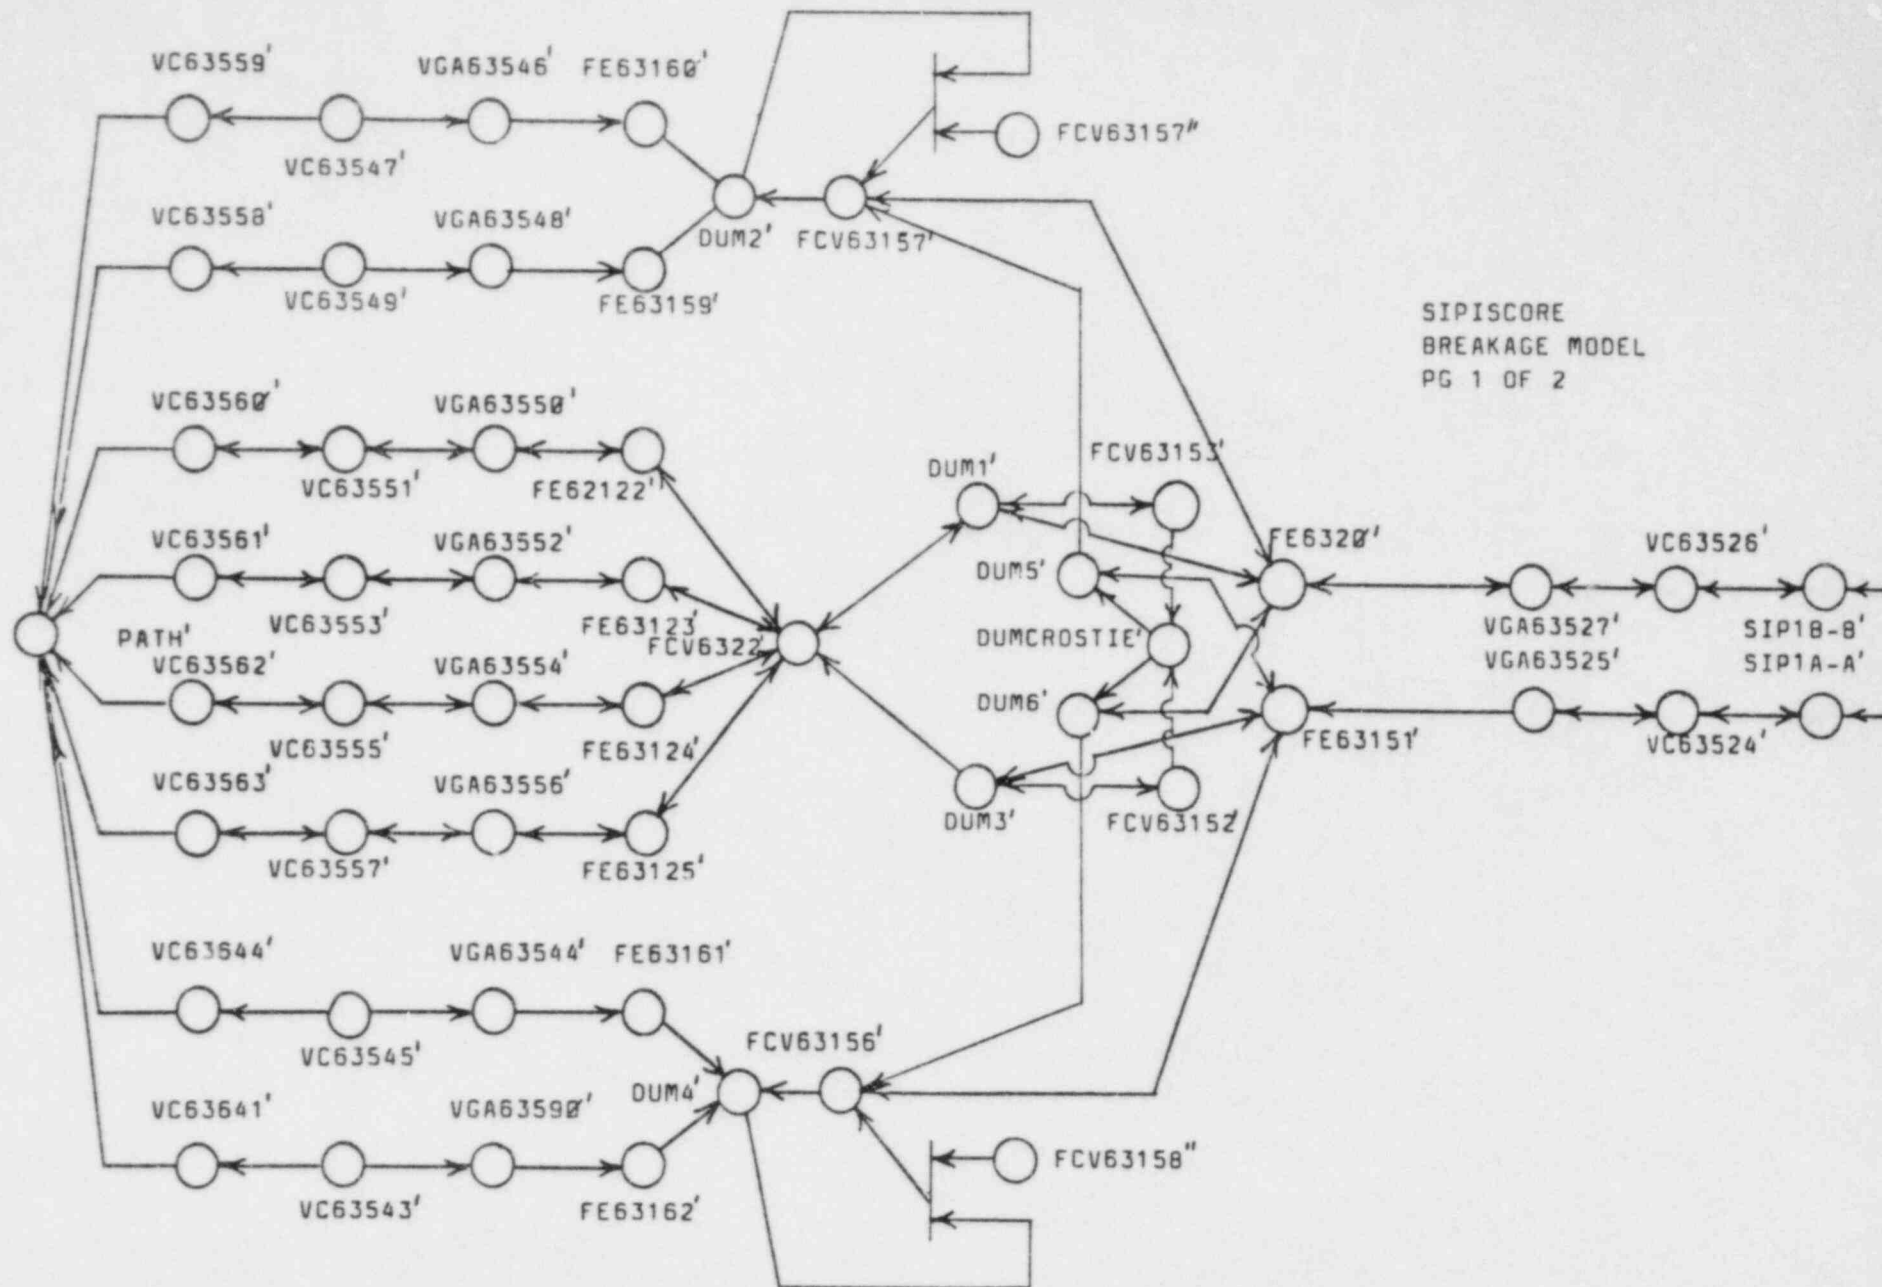 VC63559'
VGA63546'
FE63160'
FCV63157"
VC63547'
VC63558'
VGA63548'
DUM2'
FCV63157'
VC63549'
FE63159'
SIPISCORE
BREAKAGE MODEL
PG 1 OF 2
VC63560'
VGA63550'
VC63551'
FE62122'
DUM1'
FCV63153'
VC63561'
VGA63552'
FE6320'
VC63526'
DUM5'
VC63553'
FE63123'
PATH'
FCV6322'
DUMCROSTIE'
VGA63527'
SIP1B-B'
VC63562'
VGA63554'
VGA63525'
SIP1A-A'
DUM6'
VC63555'
FE63124'
FE63151'
VC63524'
VC63563'
VGA63556'
DUM3'
FCV63152'
VC63557'
FE63125'
VC63644'
VGA63544'
FE63161'
VC63545'
FCV63156'
DUM4'
VC63641'
VGA63590'
FCV63158"
VC63543'
FE63162'